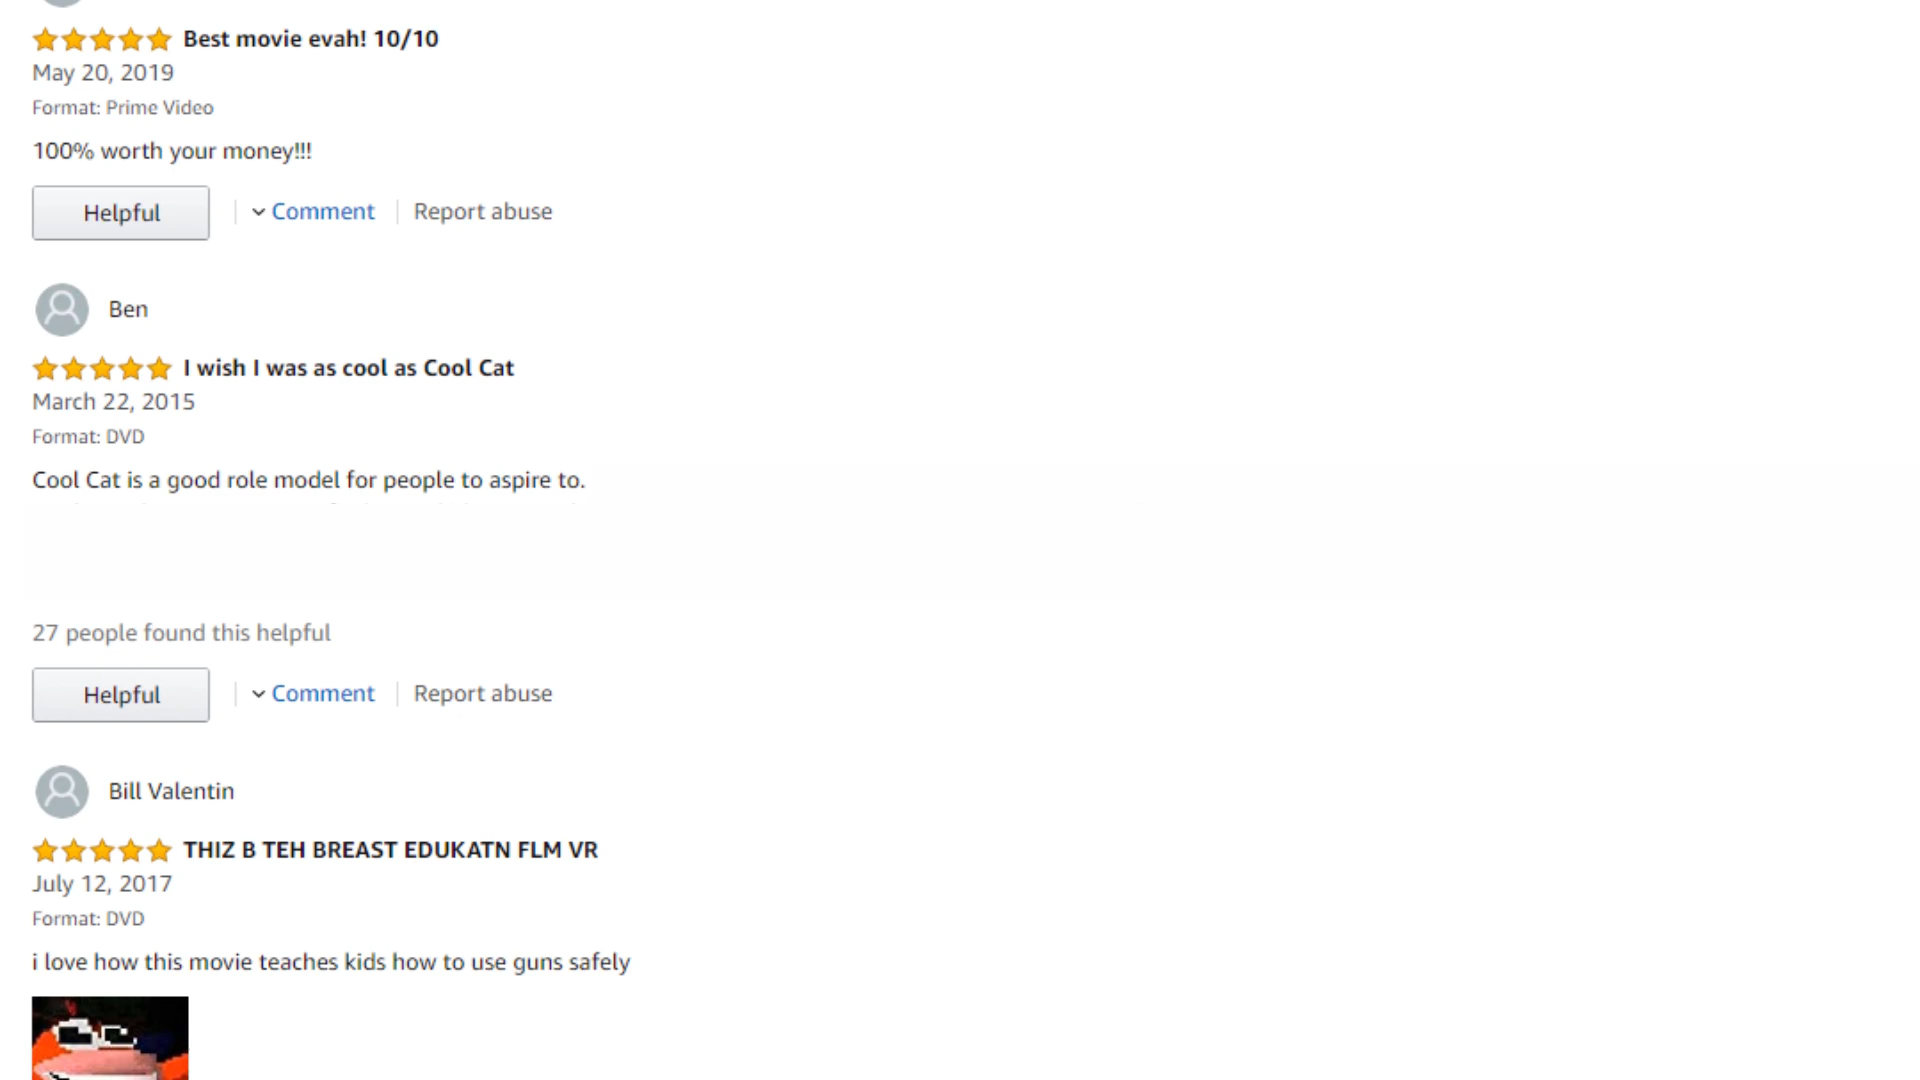 Best movie evah! 10/10
May 20, 2019
Format: Prime Video
100% worth your money!!!
Helpful
Comment
Report abuse
Ben
I wish I was as cool as Cool Cat
March 22, 2015
Format: DVD
Cool Cat is a good role model for people to aspire to.
27 people found this helpful
Helpful
Comment
Report abuse
Bill Valentin
THIZ B TEH BREAST EDUKATN FLM VR
July 12, 2017
Format: DVD
i love how this movie teaches kids how to use guns safely